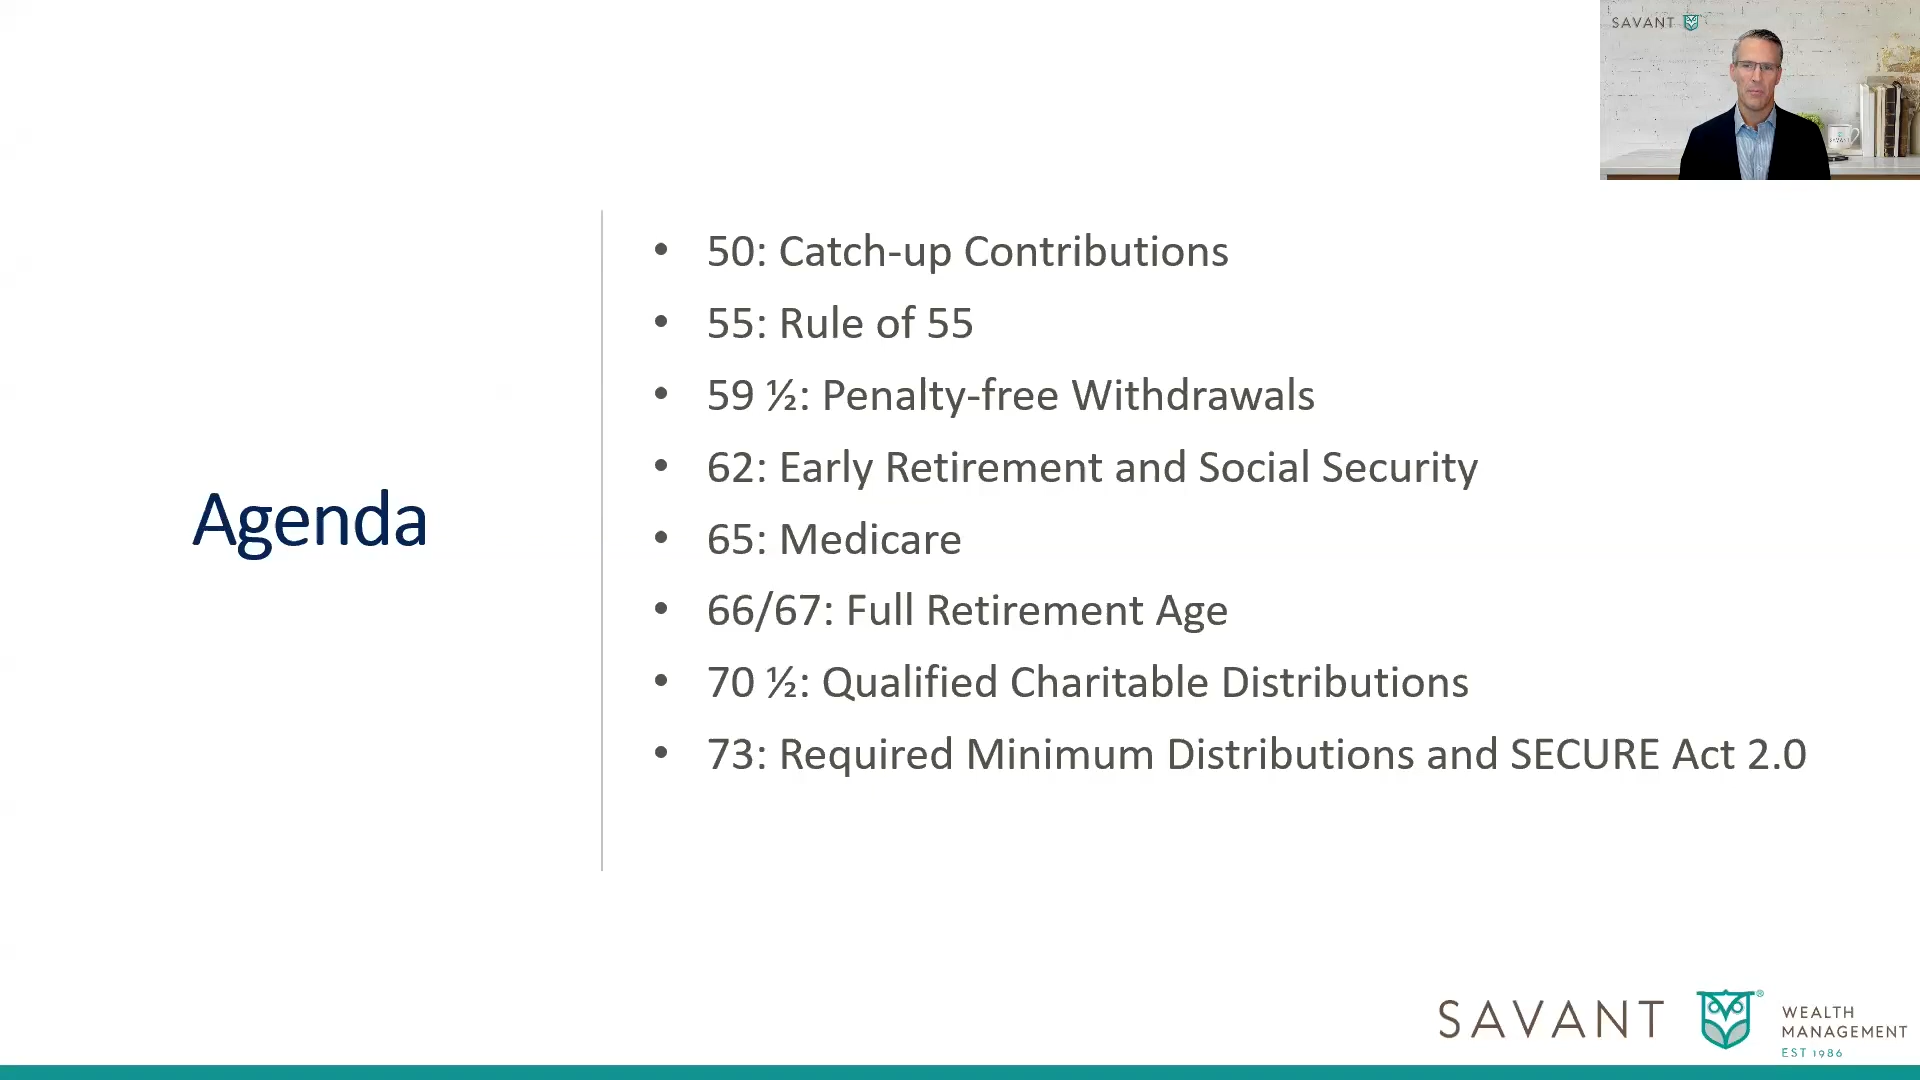 SAVANT
Agenda
• 50: Catch-up Contributions
• 55: Rule of 55
• 59 ½: Penalty-free Withdrawals
• 62: Early Retirement and Social Security
• 65: Medicare
• 66/67: Full Retirement Age
• 70 ½: Qualified Charitable Distributions
• 73: Required Minimum Distributions and SECURE Act 2.0
SAVANT ®
WEALTH
MANAGEMENT
EST 1986